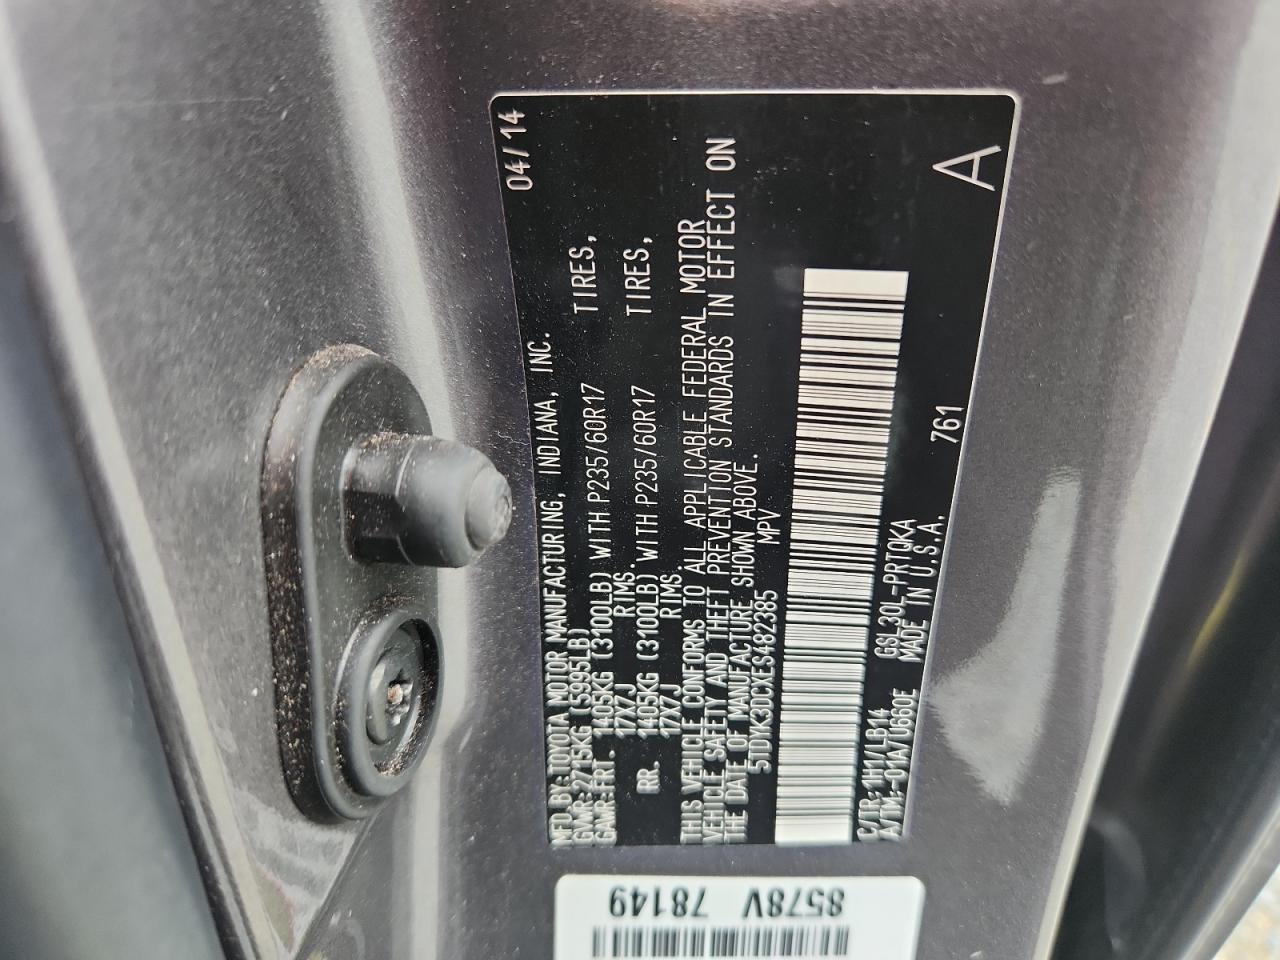 MFD. BY: TOYOTA MOTOR MANUFACTURING, INDIANA, INC. 04/14
GVWR: 2715KG (5995LB)
GAWR: FRT. 1405KG (3100LB) WITH P235/60R17 TIRES,
17X7J RIMS.
RR. 1405KG (3100LB) WITH P235/60R17 TIRES,
17X7J RIMS.
THIS VEHICLE CONFORMS TO ALL APPLICABLE FEDERAL MOTOR
VEHICLE SAFETY AND THEFT PREVENTION STANDARDS IN EFFECT ON
THE DATE OF MANUFACTURE SHOWN ABOVE.
5TDYK3DCXES482385 MPV
C/TR: 1H1/LB14 GSL30L-PRTQKA 761 A
A/TM: -01A/U660E MADE IN U.S.A.
8578V 78149